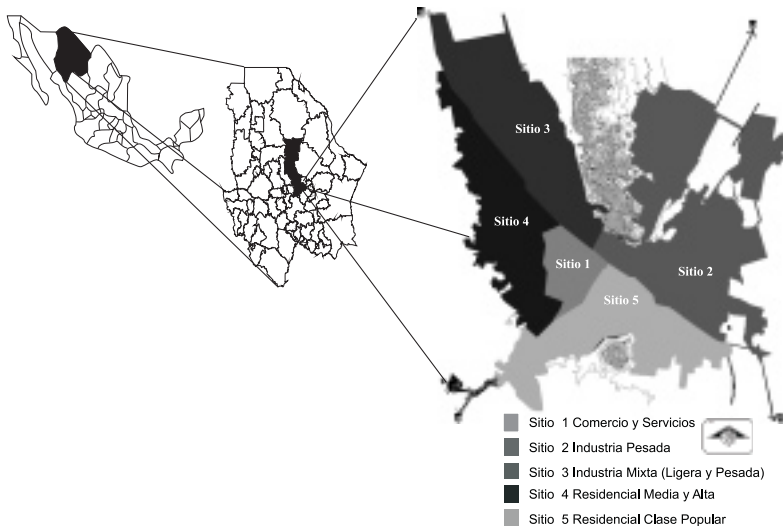 Sitio 3
Sitio 4
Sitio 1
Sitio 2
Sitio 5
Sitio 1 Comercio y Servicios
Sitio 2 Industria Pesada
Sitio 3 Industria Mixta (Ligera y Pesada)
Sitio 4 Residencial Media y Alta
Sitio 5 Residencial Clase Popular